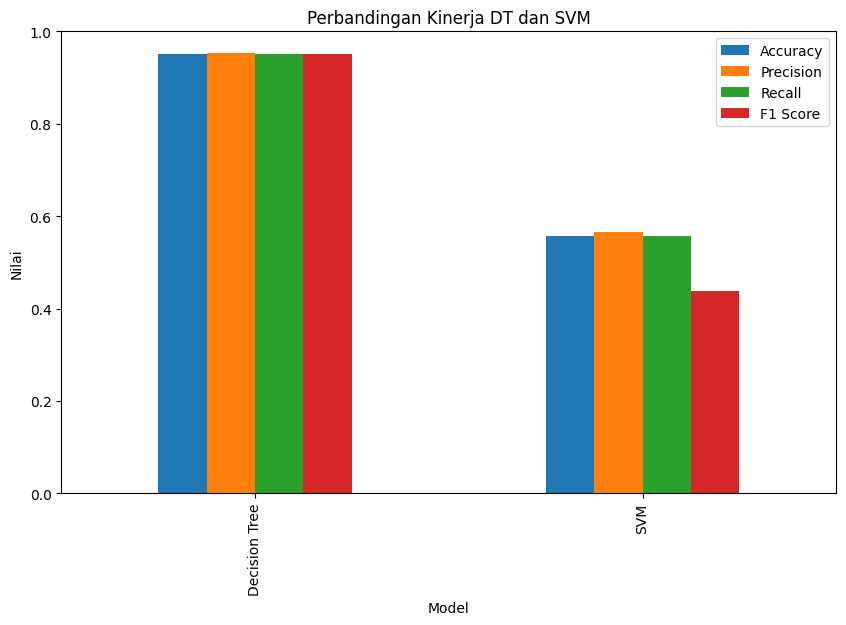 Perbandingan Kinerja DT dan SVM
Accuracy
Precision
Recall
F1 Score
1.0
0.8
0.6
0.4
0.2
0.0
Nilai
Decision Tree
SVM
Model